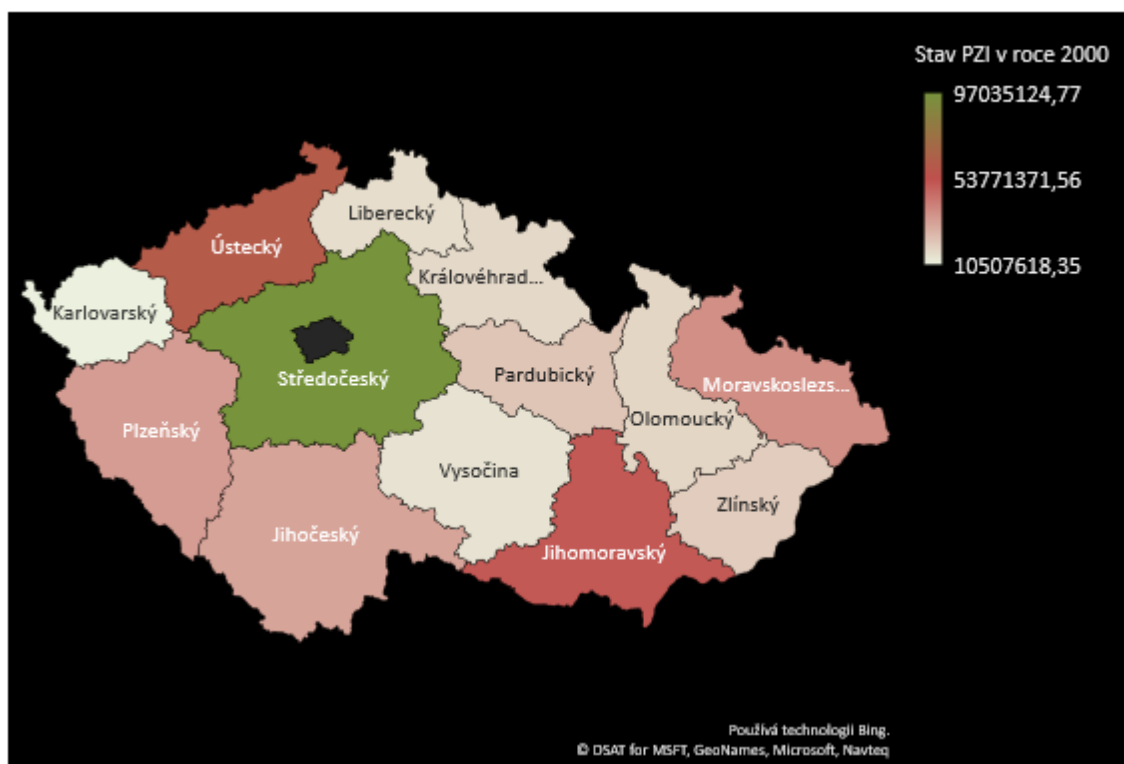 Stav PZI v roce 2000
97035124,77
53771371,56
10507618,35
Liberecký
Ústecký
Královéhrad...
Karlovarský
Středočeský
Pardubický
Moravskoslezs...
Olomoucký
Plzeňský
Vysočina
Zlínský
Jihočeský
Jihomoravský
Používá technologii Bing.
© DSAT for MSFT, GeoNames, Microsoft, Navteq